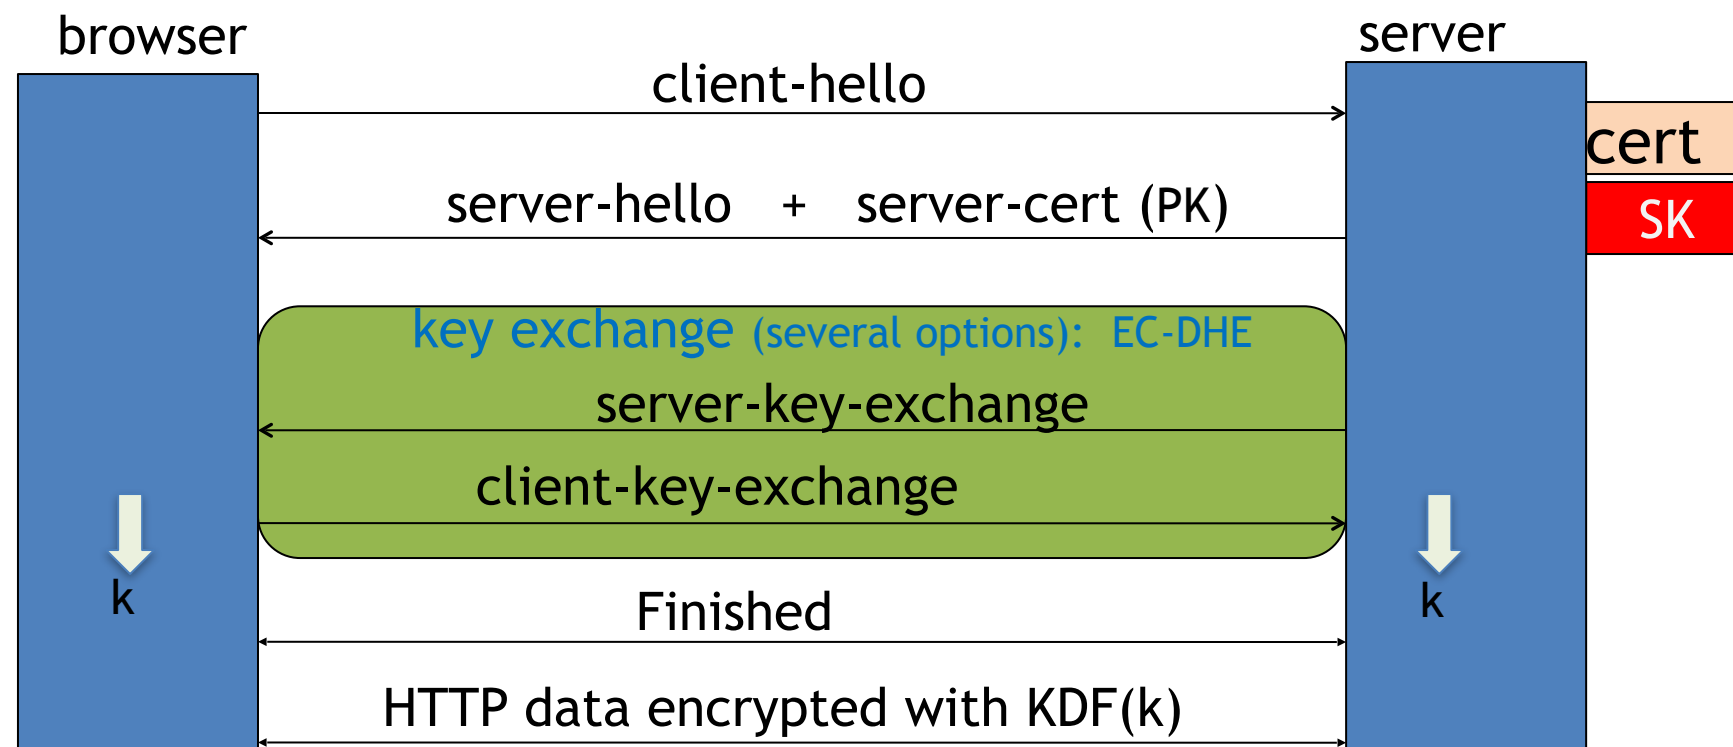 browser
server
client-hello
cert
server-hello + server-cert (PK)
SK
key exchange (several options): EC-DHE
server-key-exchange
client-key-exchange
k
k
Finished
HTTP data encrypted with KDF(k)